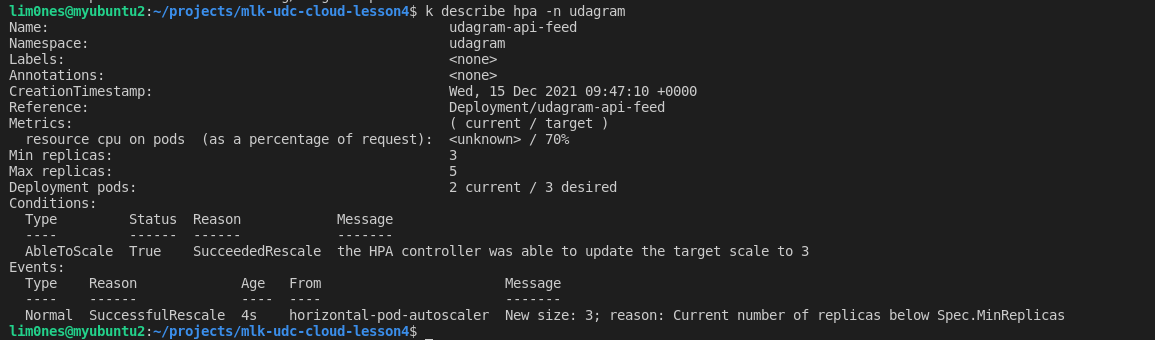 lim0nes@myubuntu2:~/projects/mlk-udc-cloud-lesson4$ k describe hpa -n udagram
Name:                                                  udagram-api-feed
Namespace:                                             udagram
Labels:                                                <none>
Annotations:                                           <none>
CreationTimestamp:                                     Wed, 15 Dec 2021 09:47:10 +0000
Reference:                                             Deployment/udagram-api-feed
Metrics:                                               ( current / target )
  resource cpu on pods  (as a percentage of request):  <unknown> / 70%
Min replicas:                                          3
Max replicas:                                          5
Deployment pods:                                       2 current / 3 desired
Conditions:
  Type         Status  Reason            Message
  ----         ------  ------            -------
  AbleToScale  True    SucceededRescale  the HPA controller was able to update the target scale to 3
Events:
  Type    Reason             Age   From                       Message
  ----    ------             ----  ----                       -------
  Normal  SuccessfulRescale  4s    horizontal-pod-autoscaler  New size: 3; reason: Current number of replicas below Spec.MinReplicas
lim0nes@myubuntu2:~/projects/mlk-udc-cloud-lesson4$